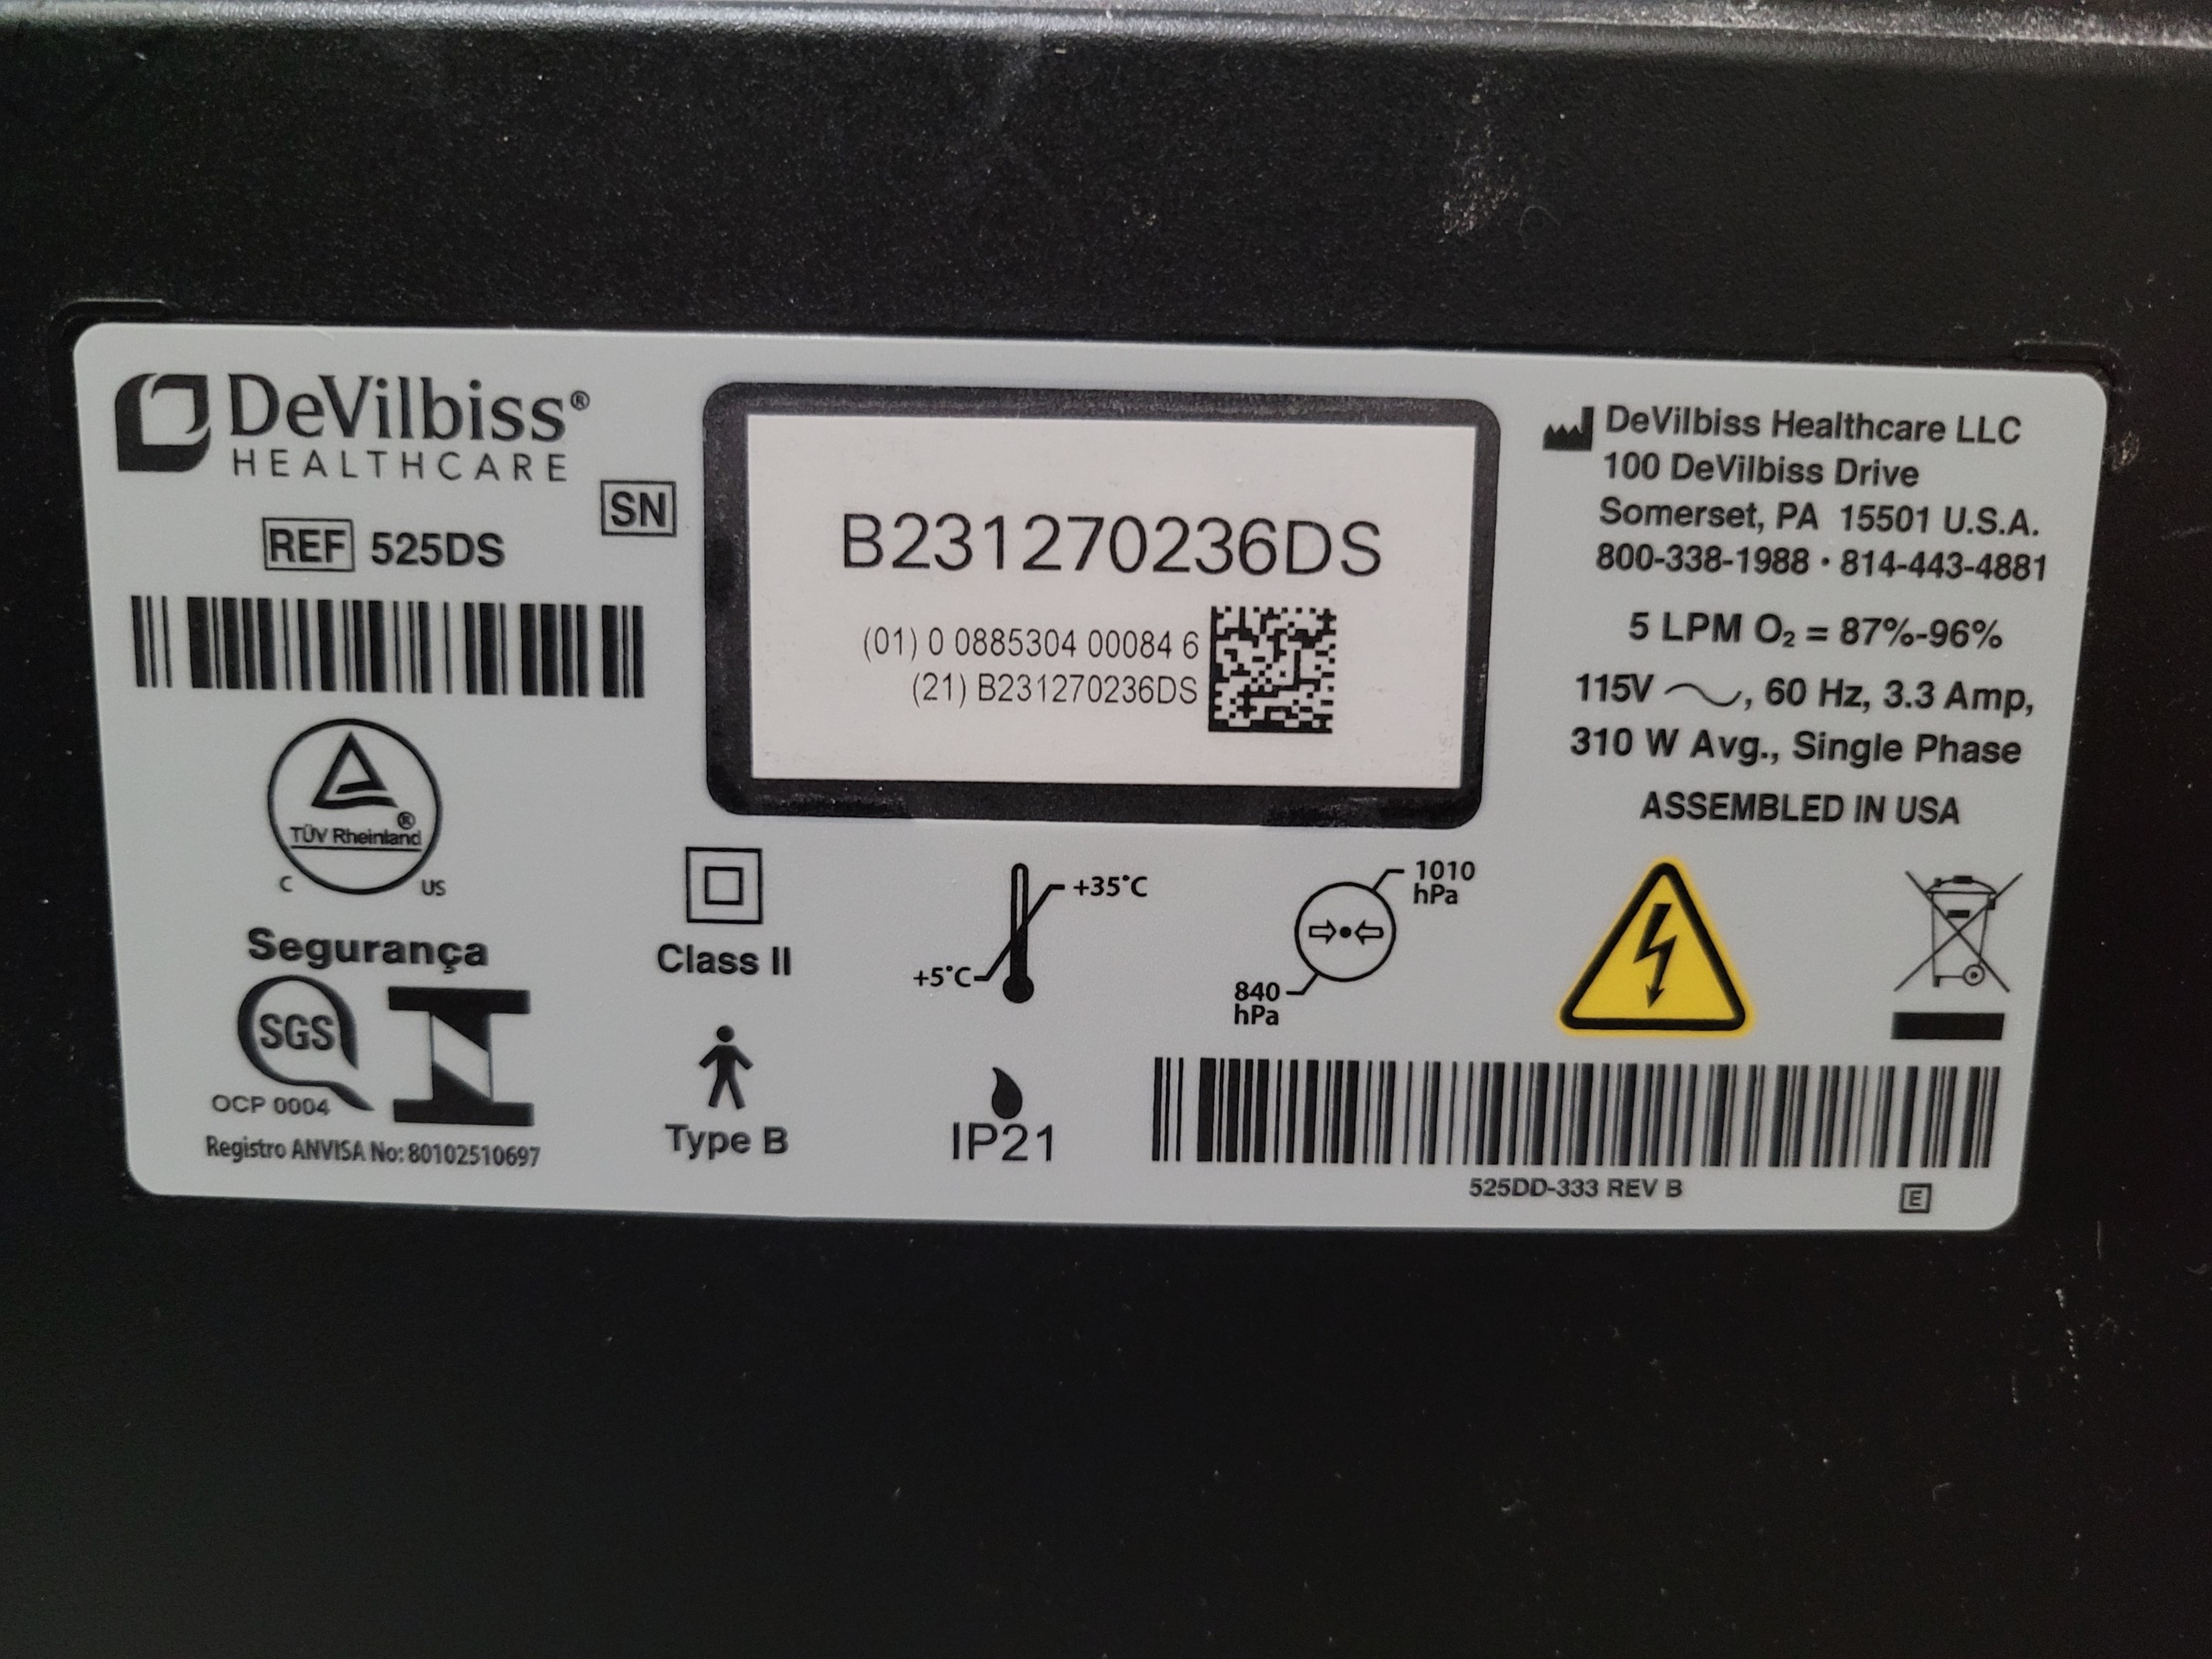 DeVilbiss®
HEALTHCARE
REF 525DS
SN
B231270236DS
(01) 0 0885304 00084 6
(21) B231270236DS
DeVilbiss Healthcare LLC
100 DeVilbiss Drive
Somerset, PA 15501 U.S.A.
800-338-1988 · 814-443-4881
5 LPM O₂ = 87%-96%
115V ~, 60 Hz, 3.3 Amp,
310 W Avg., Single Phase
ASSEMBLED IN USA
TÜV Rheinland®
C US
Segurança
SGS
OCP 0004
Registro ANVISA No: 80102510697
Class II
Type B
+35°C
+5°C
IP21
1010
hPa
840
hPa
525DD-333 REV B
E